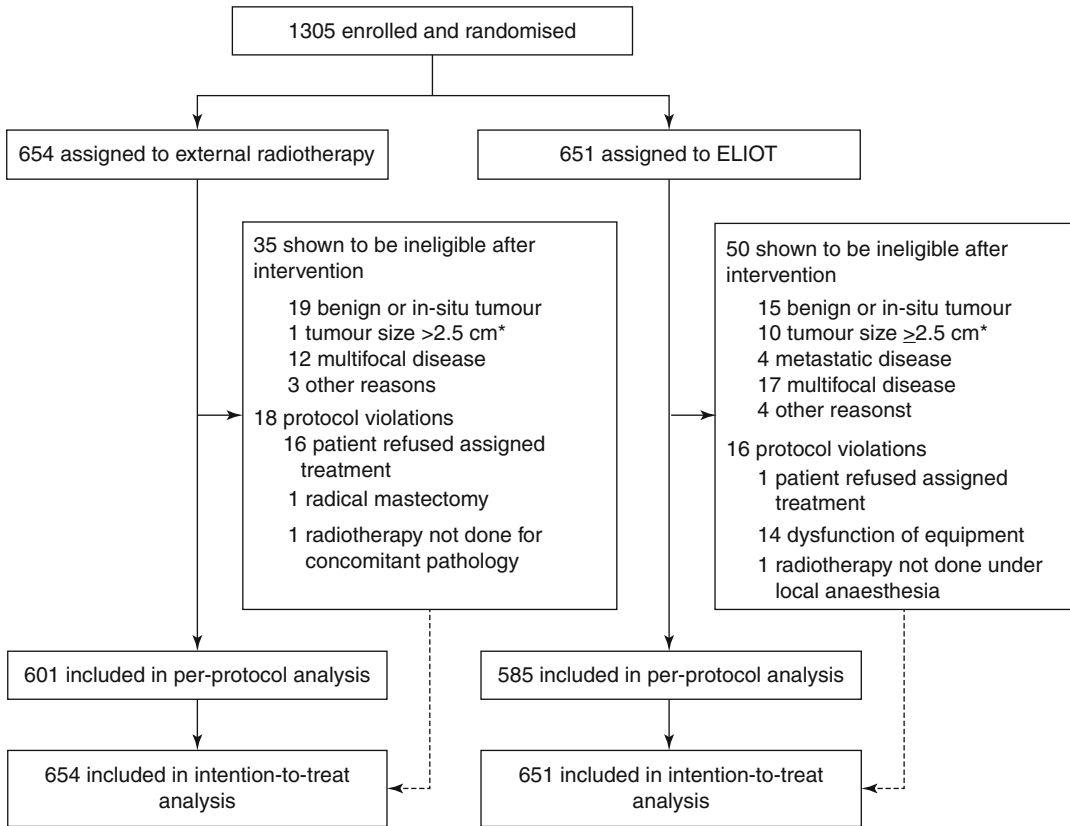 1305 enrolled and randomised
654 assigned to external radiotherapy
651 assigned to ELIOT
35 shown to be ineligible after
intervention
19 benign or in-situ tumour
1 tumour size >2.5 cm*
12 multifocal disease
3 other reasons
18 protocol violations
16 patient refused assigned
treatment
1 radical mastectomy
1 radiotherapy not done for
concomitant pathology
50 shown to be ineligible after
intervention
15 benign or in-situ tumour
10 tumour size ≥2.5 cm*
4 metastatic disease
17 multifocal disease
4 other reasonst
16 protocol violations
1 patient refused assigned
treatment
14 dysfunction of equipment
1 radiotherapy not done under
local anaesthesia
601 included in per-protocol analysis
585 included in per-protocol analysis
654 included in intention-to-treat
analysis
651 included in intention-to-treat
analysis